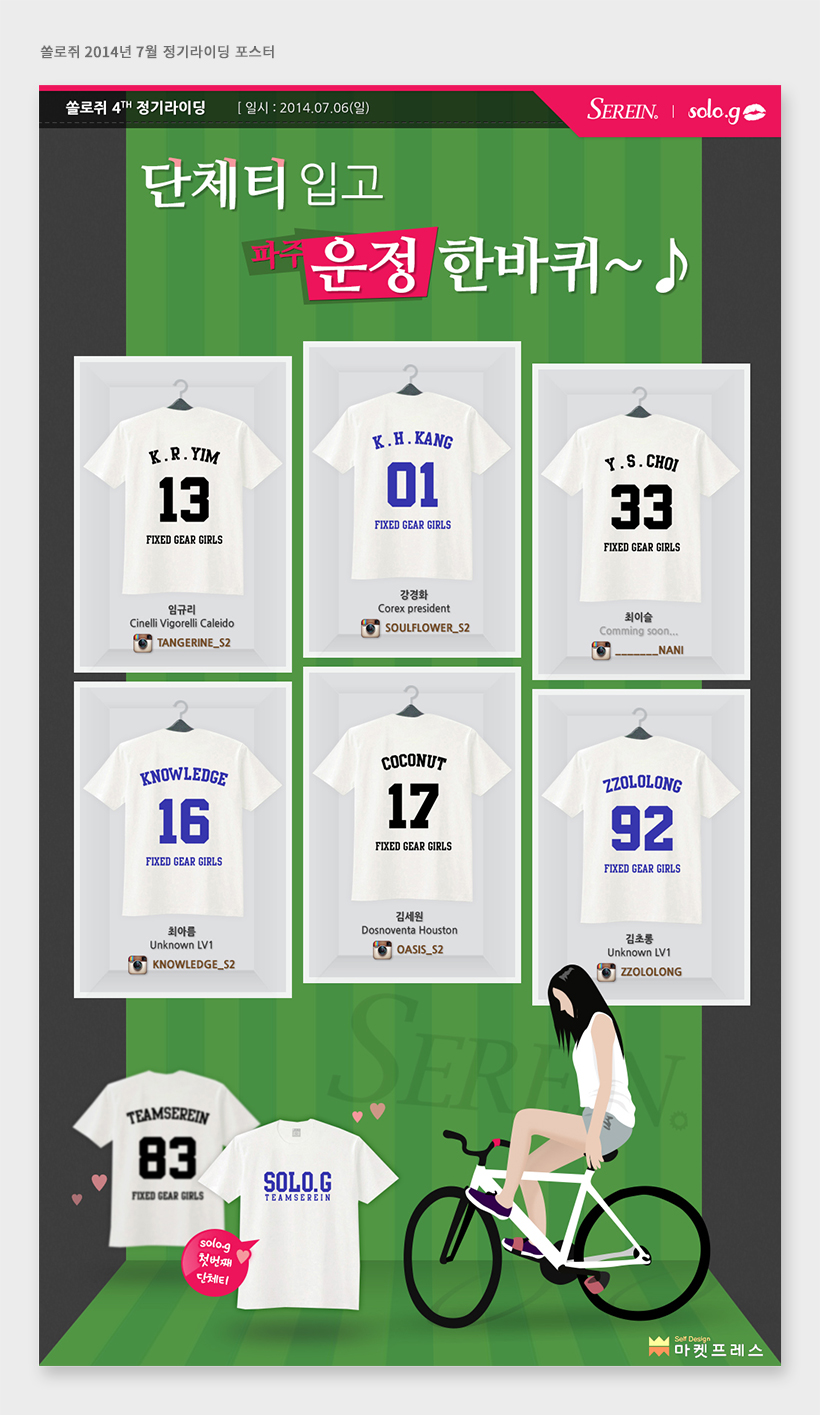 쏠로쥐 2014년 7월 정기라이딩 포스터
쏠로쥐 4TH 정기라이딩 [ 일시 : 2014.07.06(일)
SEREIN. | solo.g
단체티 입고
파주 운정 한바퀴~♪
K.R.YIM
13
FIXED GEAR GIRLS
임규리
Cinelli Vigorelli Caleido
TANGERINE_S2
K.H.KANG
01
FIXED GEAR GIRLS
강경화
Corex president
SOULFLOWER_S2
Y.S.CHOI
33
FIXED GEAR GIRLS
최이슬
Comming soon...
_______NANI
KNOWLEDGE
16
FIXED GEAR GIRLS
최아름
Unknown LV1
KNOWLEDGE_S2
COCONUT
17
FIXED GEAR GIRLS
김세원
Dosnoventa Houston
OASIS_S2
ZZOLOLONG
92
FIXED GEAR GIRLS
김초롱
Unknown LV1
ZZOLOLONG
SEREIN.
TEAMSEREIN
83
FIXED GEAR GIRLS
SOLO.G
TEAMSEREIN
solo.g
첫번째
단체티
Self Design
마켓프레스